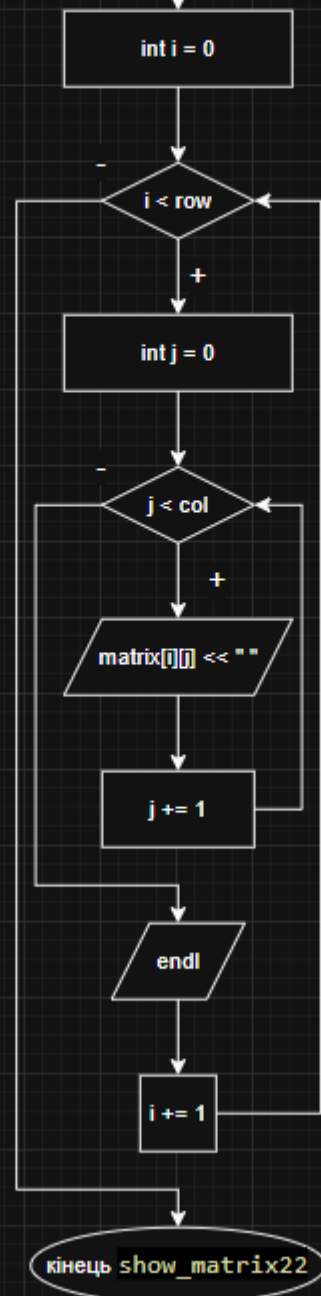 int i = 0
-
i < row
+
int j = 0
-
j < col
+
matrix[i][j] << " "
j += 1
endl
i += 1
кінець show_matrix22